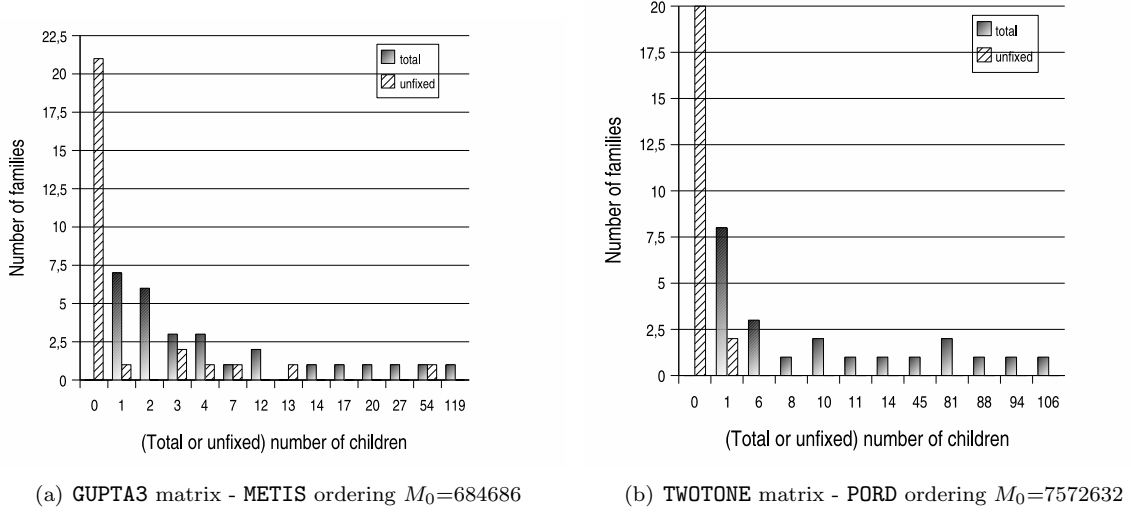 22,5
20
17,5
15
12,5
10
7,5
5
2,5
0
Number of families
total
unfixed
0 1 2 3 4 7 12 13 14 17 20 27 54 119
(Total or unfixed) number of children
(a) GUPTA3 matrix - METIS ordering M₀=684686
20
17,5
15
12,5
10
7,5
5
2,5
0
Number of families
total
unfixed
0 1 6 8 10 11 14 45 81 88 94 106
(Total or unfixed) number of children
(b) TWOTONE matrix - PORD ordering M₀=7572632